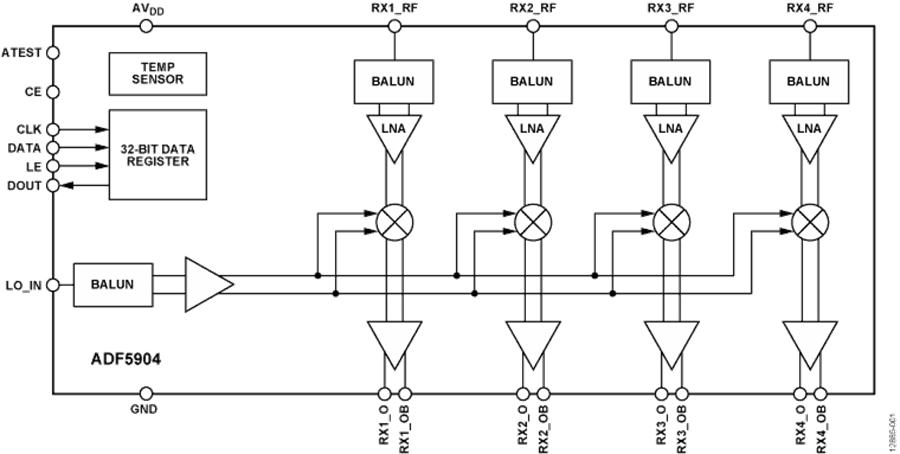 AVDD
RX1_RF
RX2_RF
RX3_RF
RX4_RF
ATEST
TEMP
SENSOR
BALUN
BALUN
BALUN
BALUN
CE
CLK
DATA
LE
DOUT
32-BIT DATA
REGISTER
LNA
LNA
LNA
LNA
LO_IN
BALUN
ADF5904
GND
RX1_O
RX1_OB
RX2_O
RX2_OB
RX3_O
RX3_OB
RX4_O
RX4_OB
12885-001